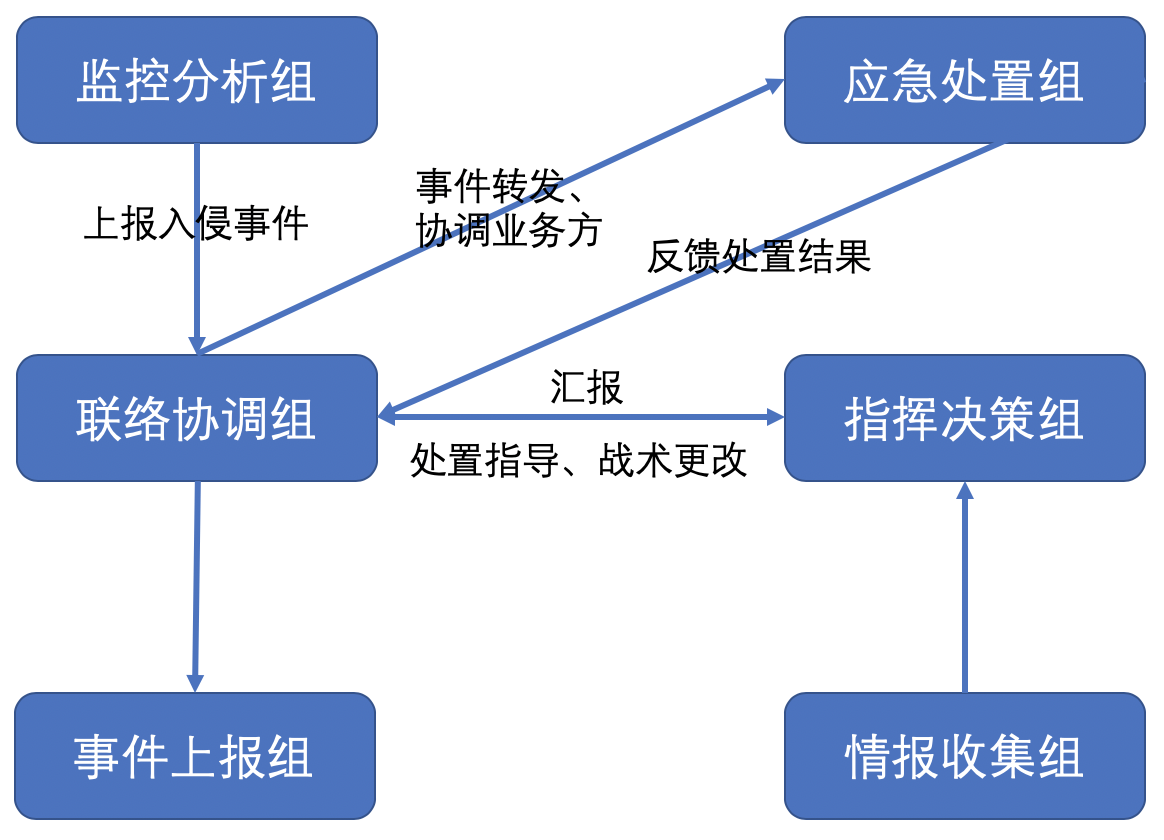 监控分析组
应急处置组
事件转发、
协调业务方
上报入侵事件
反馈处置结果
汇报
联络协调组
指挥决策组
处置指导、战术更改
事件上报组
情报收集组